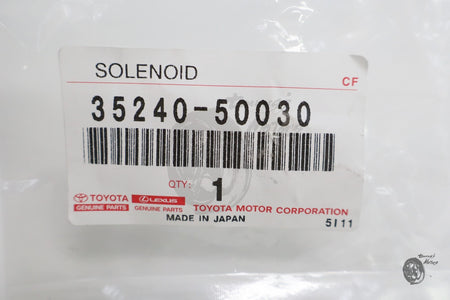 SOLENOID
CF
35240-50030
QTY: 1
TOYOTA LEXUS
GENUINE PARTS GENUINE PARTS TOYOTA MOTOR CORPORATION
MADE IN JAPAN
5I11